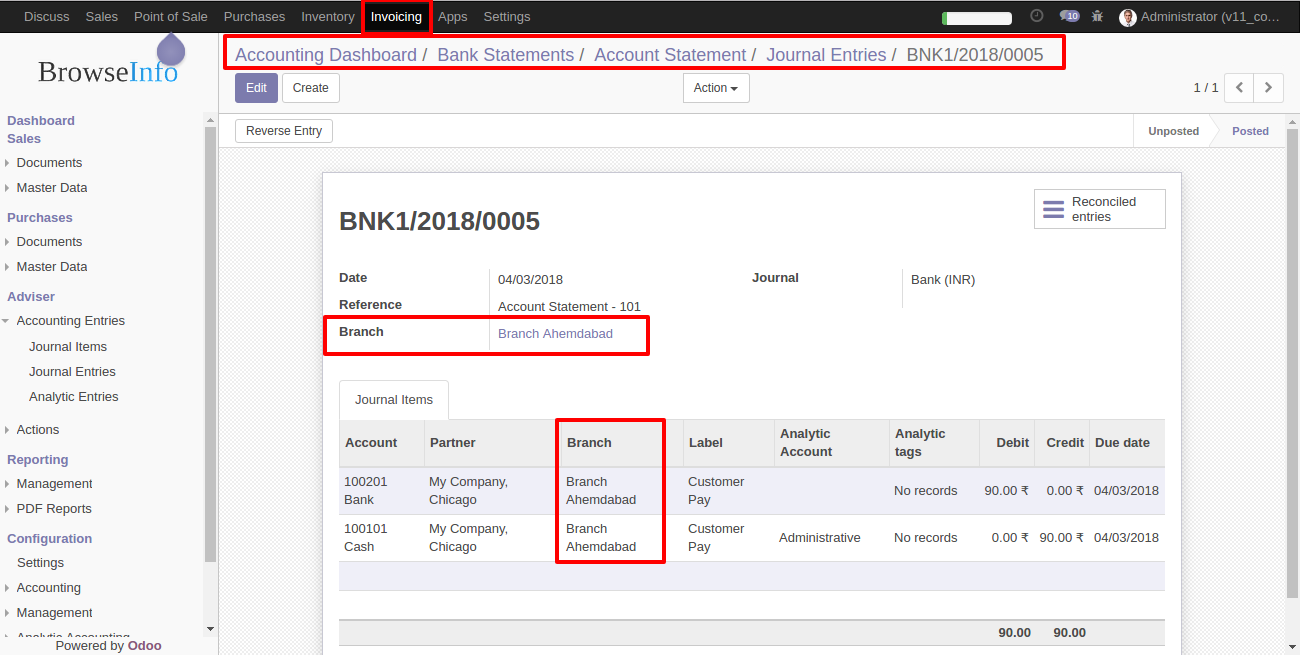 Discuss Sales Point of Sale Purchases Inventory Invoicing Apps Settings 10 Administrator (v11_co...
BrowseInfo
Accounting Dashboard / Bank Statements / Account Statement / Journal Entries / BNK1/2018/0005
Edit Create Action 1 / 1
Reverse Entry Unposted Posted
Dashboard
Sales
Documents
Master Data
Purchases
Documents
Master Data
Adviser
Accounting Entries
Journal Items
Journal Entries
Analytic Entries
Actions
Reporting
Management
PDF Reports
Configuration
Settings
Accounting
Management
Analytic Accounting
Powered by Odoo
Reconciled
entries
BNK1/2018/0005
Date 04/03/2018 Journal Bank (INR)
Reference Account Statement - 101
Branch Branch Ahemdabad
Journal Items
Account Partner Branch Label Analytic Account Analytic tags Debit Credit Due date
100201 Bank My Company, Chicago Branch Ahemdabad Customer Pay No records 90.00 ₹ 0.00 ₹ 04/03/2018
100101 Cash My Company, Chicago Branch Ahemdabad Customer Pay Administrative No records 0.00 ₹ 90.00 ₹ 04/03/2018
90.00 90.00